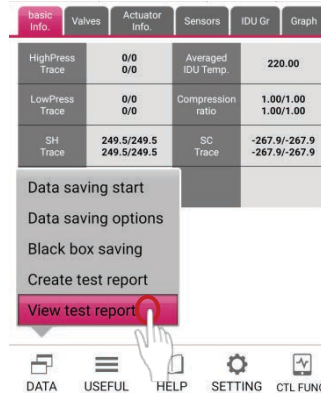 basic Info. Valves Actuator Info. Sensors IDU Gr Graph
HighPress Trace 0/0 0/0 Averaged IDU Temp. 220.00
LowPress Trace 0/0 0/0 Compression ratio 1.00/1.00 1.00/1.00
SH Trace 249.5/249.5 249.5/249.5 SC Trace -267.9/-267.9 -267.9/-267.9
Data saving start
Data saving options
Black box saving
Create test report
View test report
DATA USEFUL HELP SETTING CTL FUNC